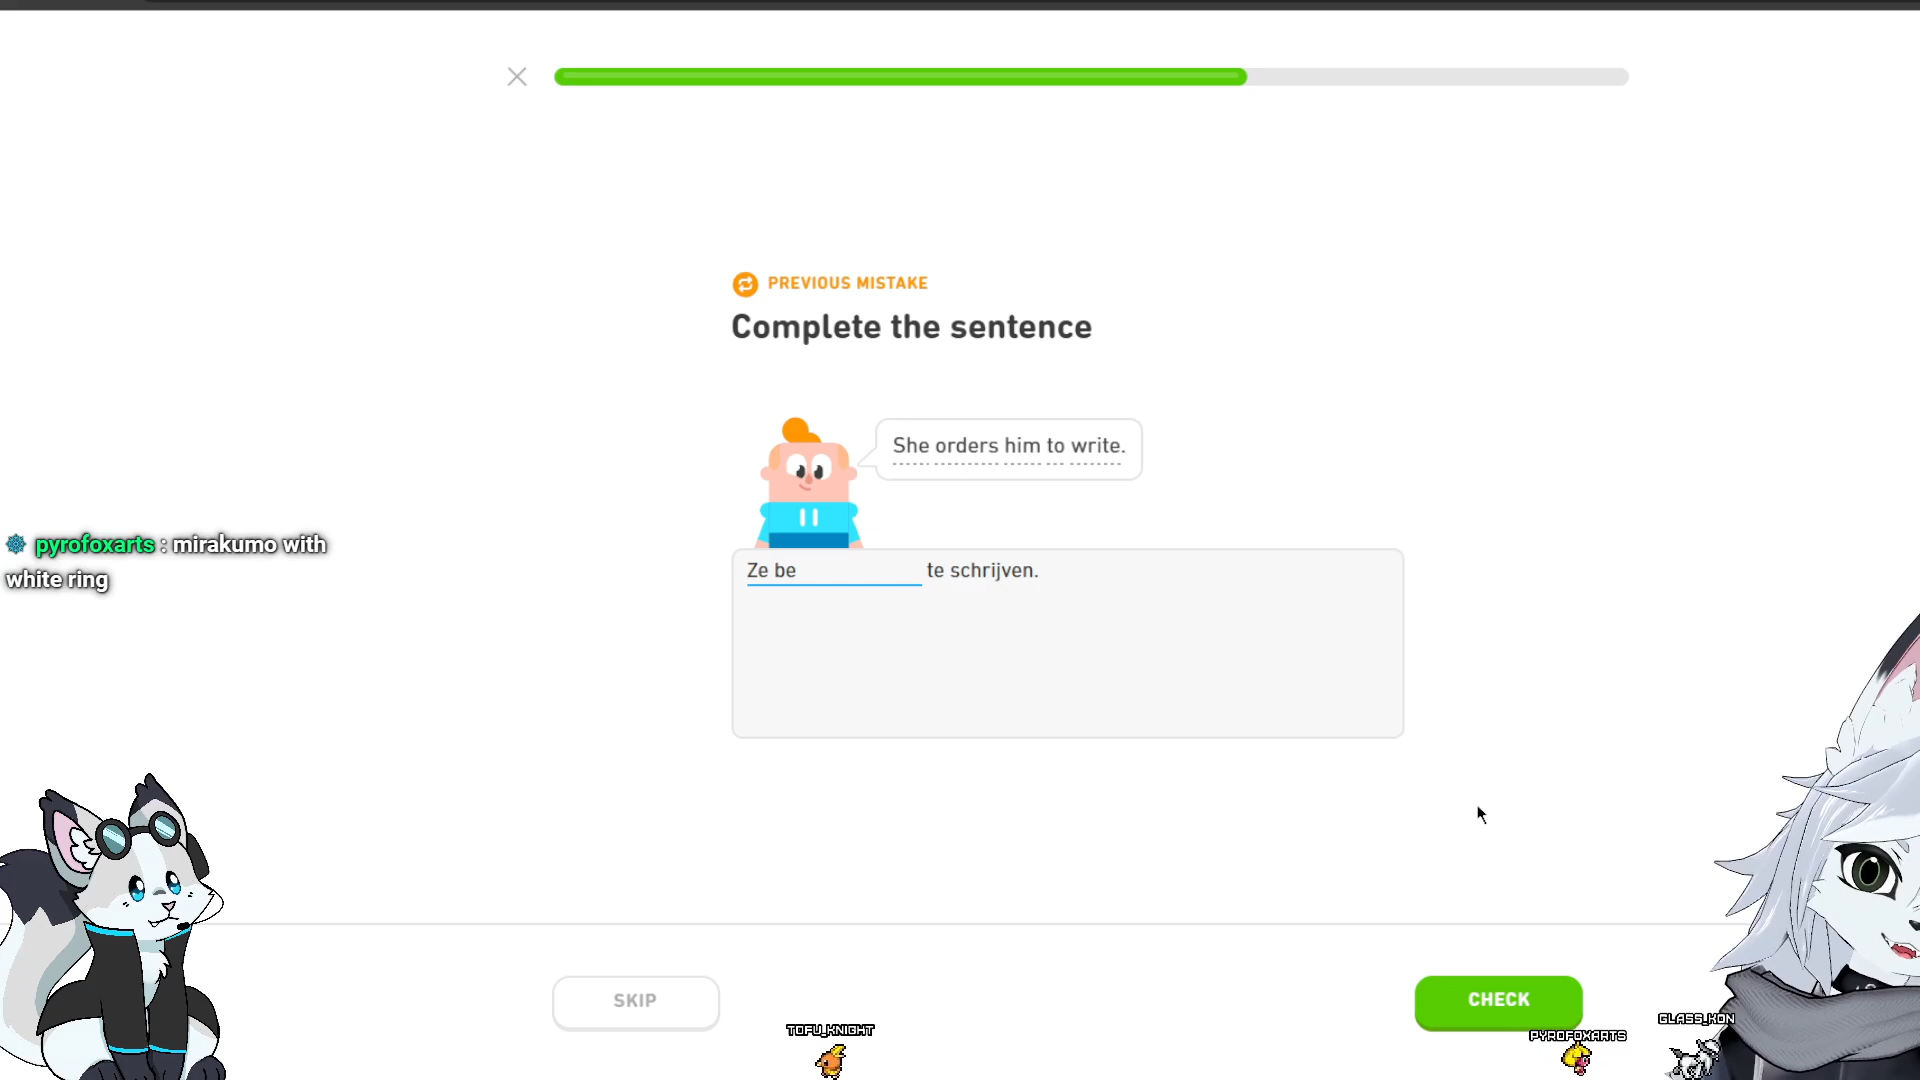 PREVIOUS MISTAKE
Complete the sentence
She orders him to write.
pyrofoxarts : mirakumo with
white ring
Ze be te schrijven.
SKIP
CHECK
TOFU_KNIGHT
PYROFOXARTS
GLASS_KON